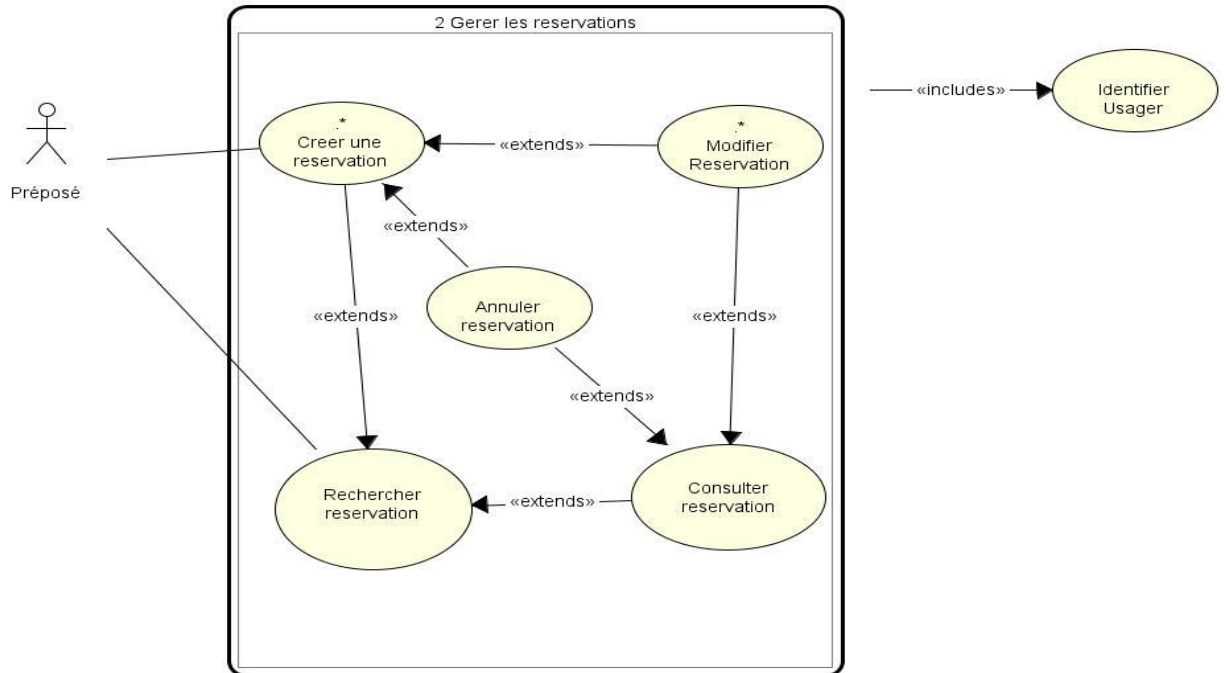 2 Gerer les reservations
«includes»
Identifier
Usager
Préposé
.*
Creer une
reservation
«extends»
.*
Modifier
Reservation
«extends»
Annuler
reservation
«extends»
«extends»
«extends»
Rechercher
reservation
«extends»
Consulter
reservation